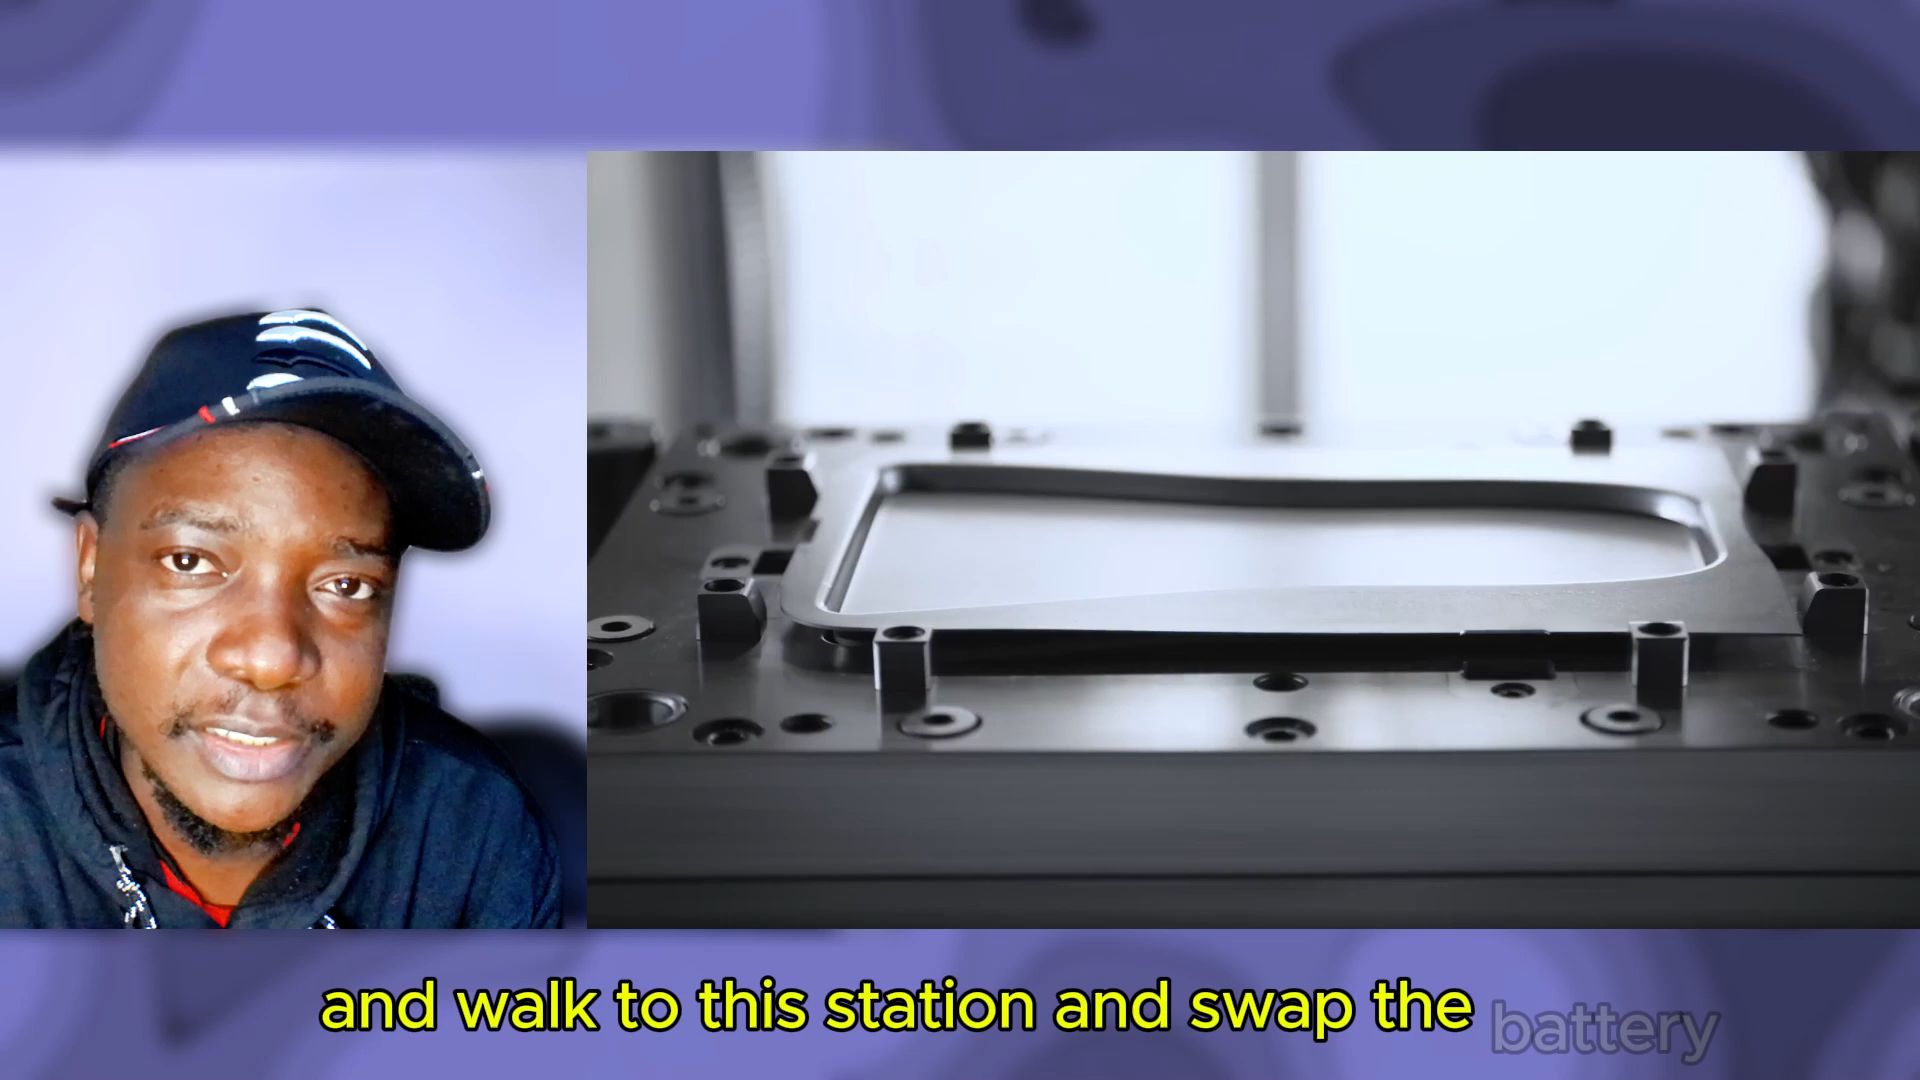 and walk to this station and swap the battery